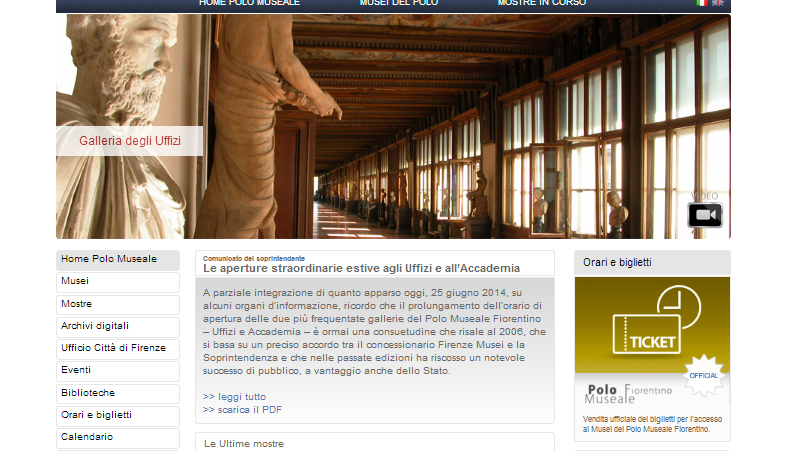 HOME POLO MUSEALE MUSEI DEL POLO MOSTRE IN CORSO
Galleria degli Uffizi
VIDEO
Home Polo Museale
Musei
Mostre
Archivi digitali
Ufficio Città di Firenze
Eventi
Biblioteche
Orari e biglietti
Calendario
Comunicato del soprintendente
Le aperture straordinarie estive agli Uffizi e all'Accademia
A parziale integrazione di quanto apparso oggi, 25 giugno 2014, su
alcuni organi d'informazione, ricordo che il prolungamento dell'orario di
apertura delle due più frequentate gallerie del Polo Museale Fiorentino
– Uffizi e Accademia – è ormai una consuetudine che risale al 2006, che
si basa su un preciso accordo tra il concessionario Firenze Musei e la
Soprintendenza e che nelle passate edizioni ha riscosso un notevole
successo di pubblico, a vantaggio anche dello Stato.
>> leggi tutto
>> scarica il PDF
Le Ultime mostre
Orari e biglietti
TICKET
OFFICIAL
Polo Fiorentino
Museale
Vendita ufficiale dei biglietti per l'accesso
ai Musei del Polo Museale Fiorentino.